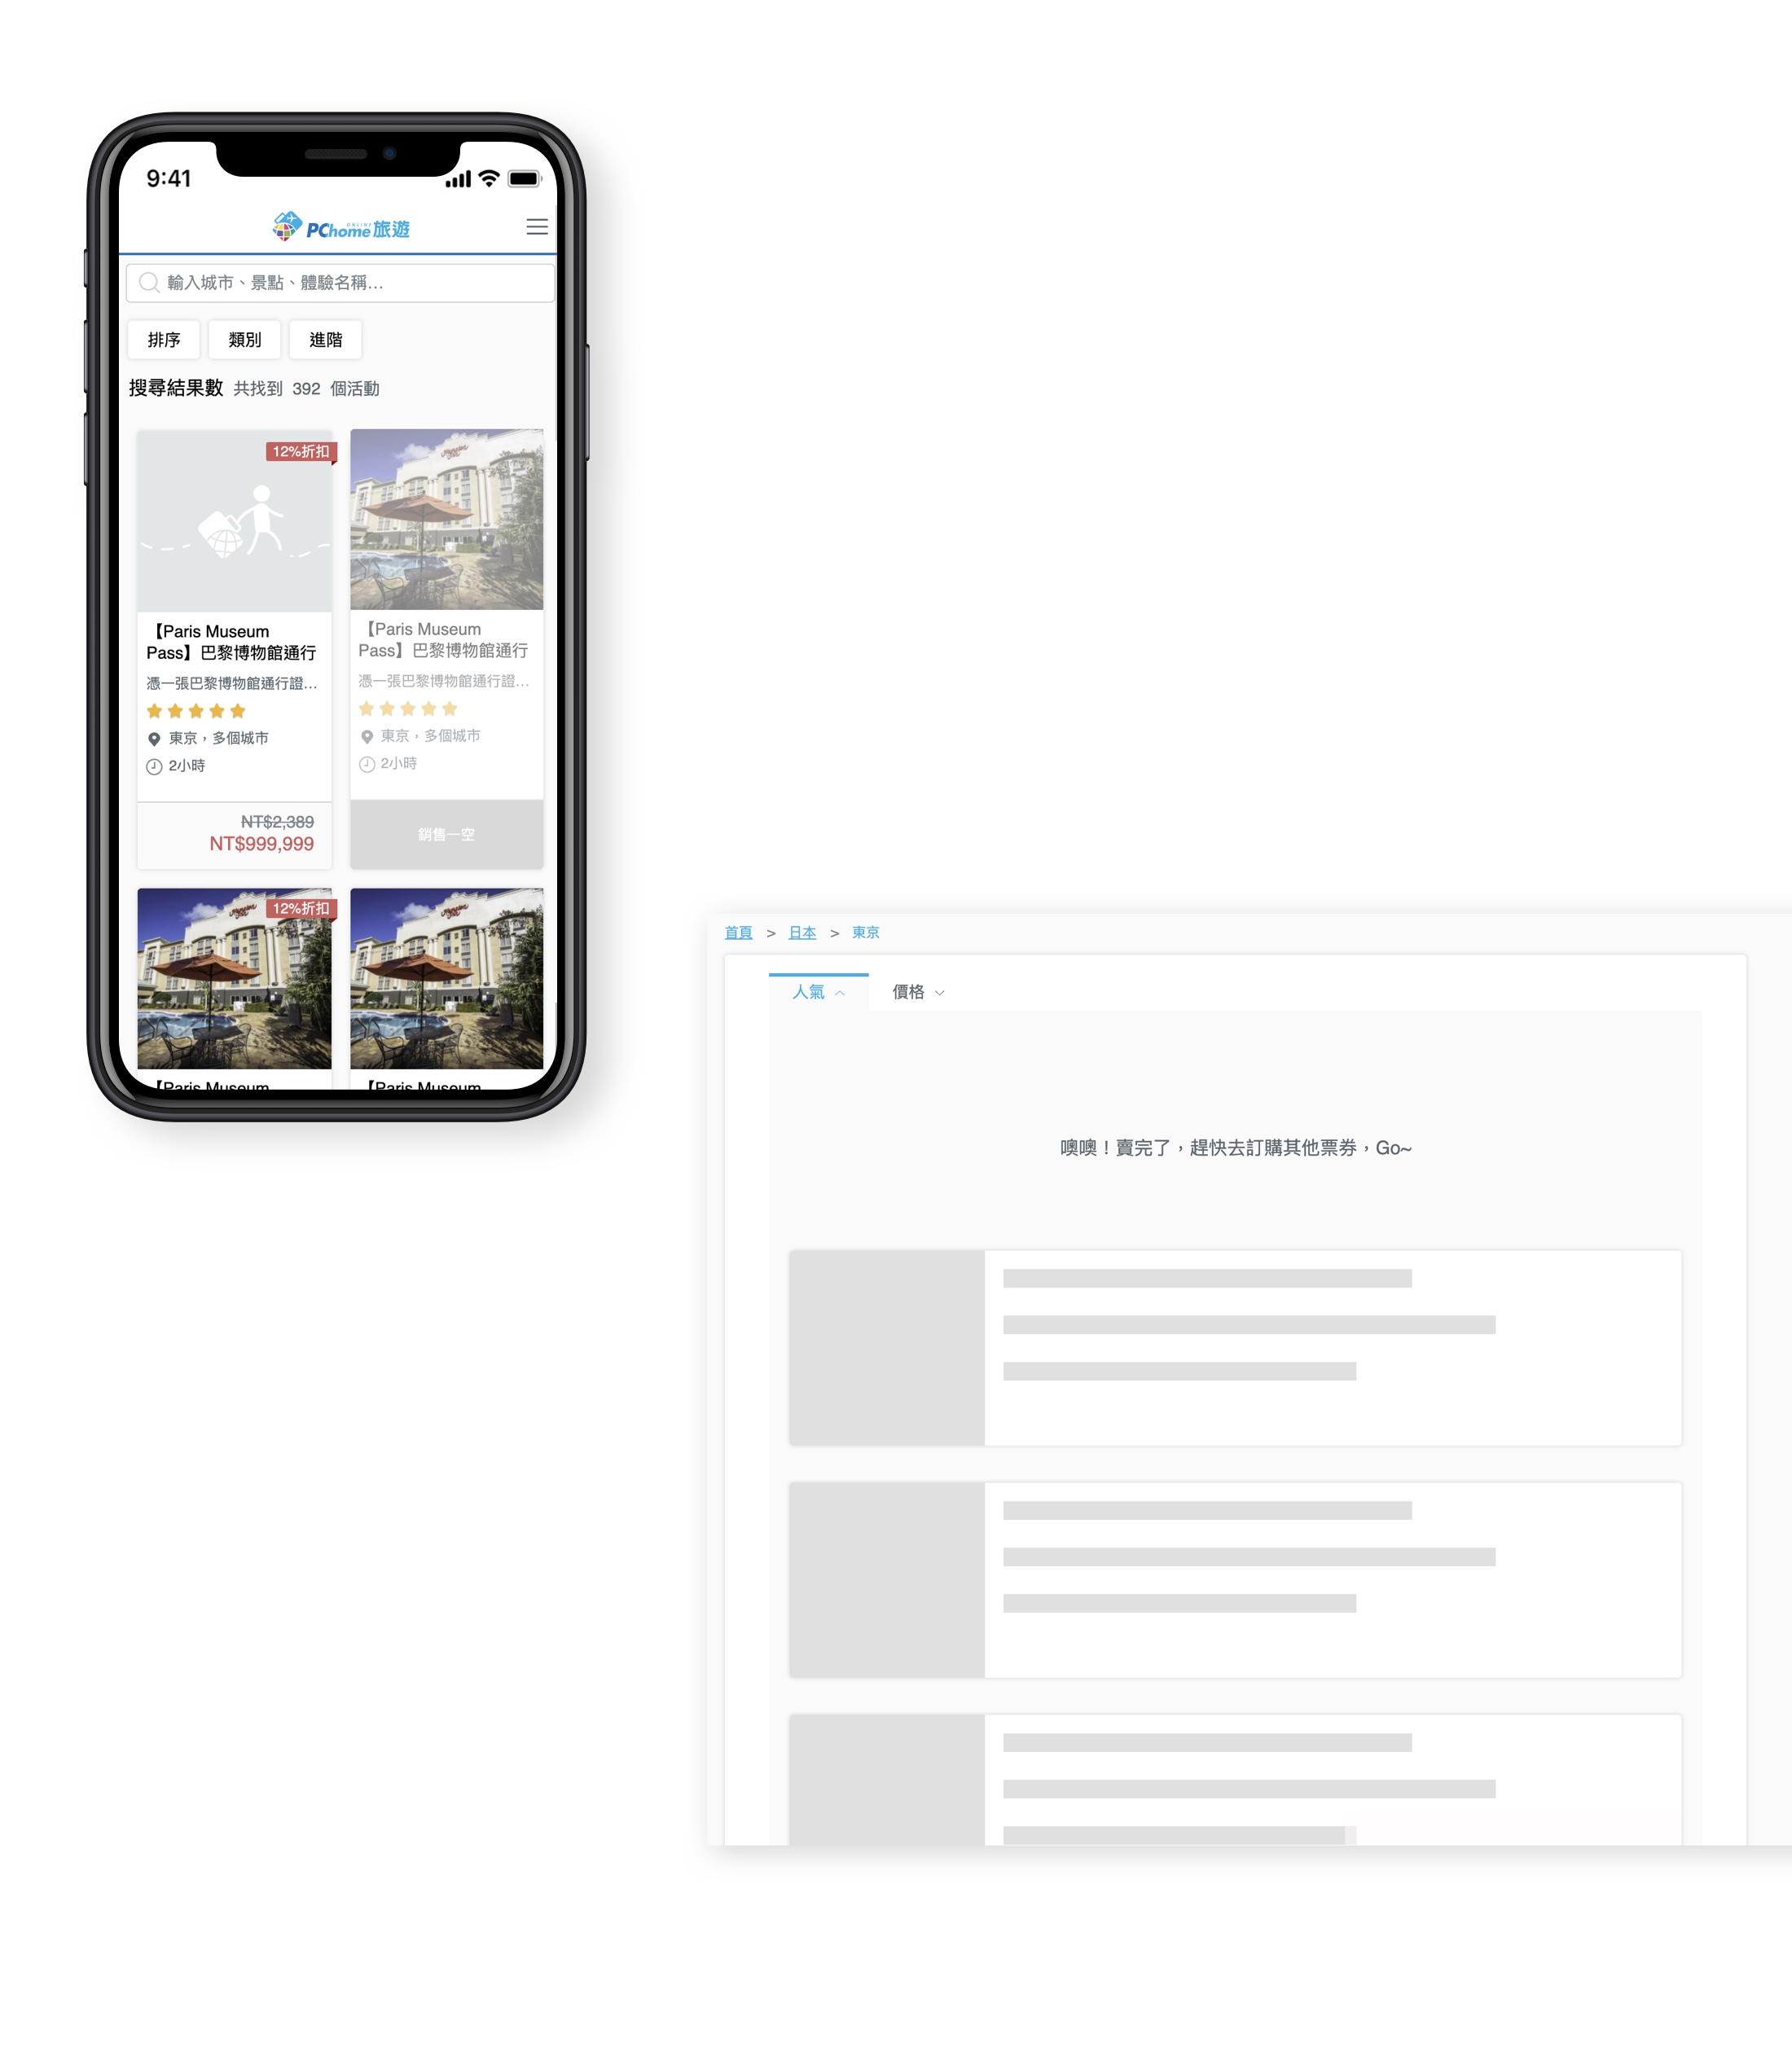 9:41
PChome ONLINE 旅遊
輸入城市、景點、體驗名稱...
排序 類別 進階
搜尋結果數 共找到 392 個活動
12%折扣
【Paris Museum
Pass】巴黎博物館通行
憑一張巴黎博物館通行證...
東京，多個城市
2小時
NT$2,389
NT$999,999
【Paris Museum
Pass】巴黎博物館通行
憑一張巴黎博物館通行證...
東京，多個城市
2小時
銷售一空
12%折扣
【Paris Museum
【Paris Museum
首頁 > 日本 > 東京
人氣 價格
噢噢！賣完了，趕快去訂購其他票券，Go~